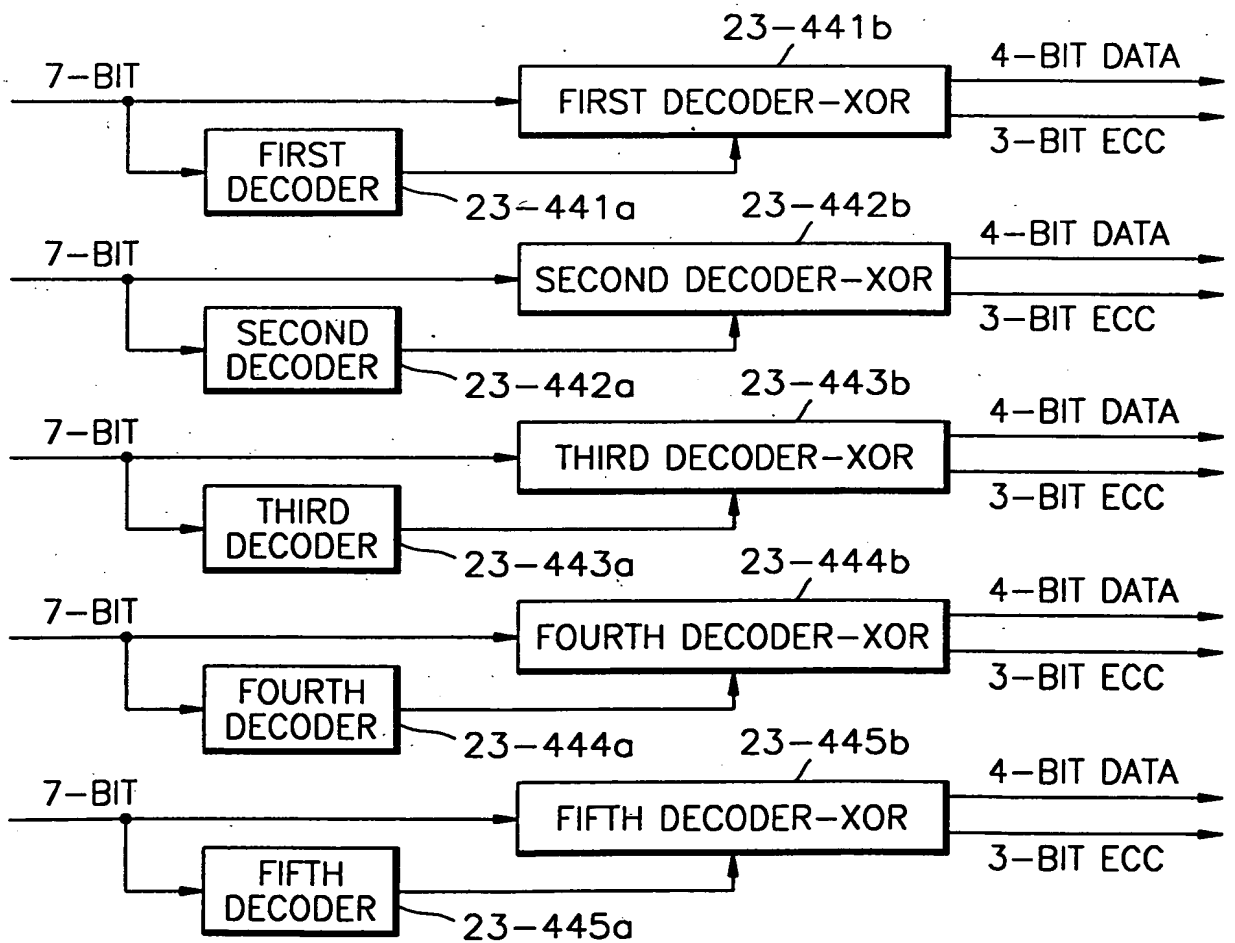 23-441b
7-BIT
4-BIT DATA
FIRST DECODER-XOR
3-BIT ECC
FIRST
DECODER
23-441a
23-442b
7-BIT
4-BIT DATA
SECOND DECODER-XOR
3-BIT ECC
SECOND
DECODER
23-442a
23-443b
7-BIT
4-BIT DATA
THIRD DECODER-XOR
3-BIT ECC
THIRD
DECODER
23-443a
23-444b
7-BIT
4-BIT DATA
FOURTH DECODER-XOR
3-BIT ECC
FOURTH
DECODER
23-444a
23-445b
7-BIT
4-BIT DATA
FIFTH DECODER-XOR
3-BIT ECC
FIFTH
DECODER
23-445a